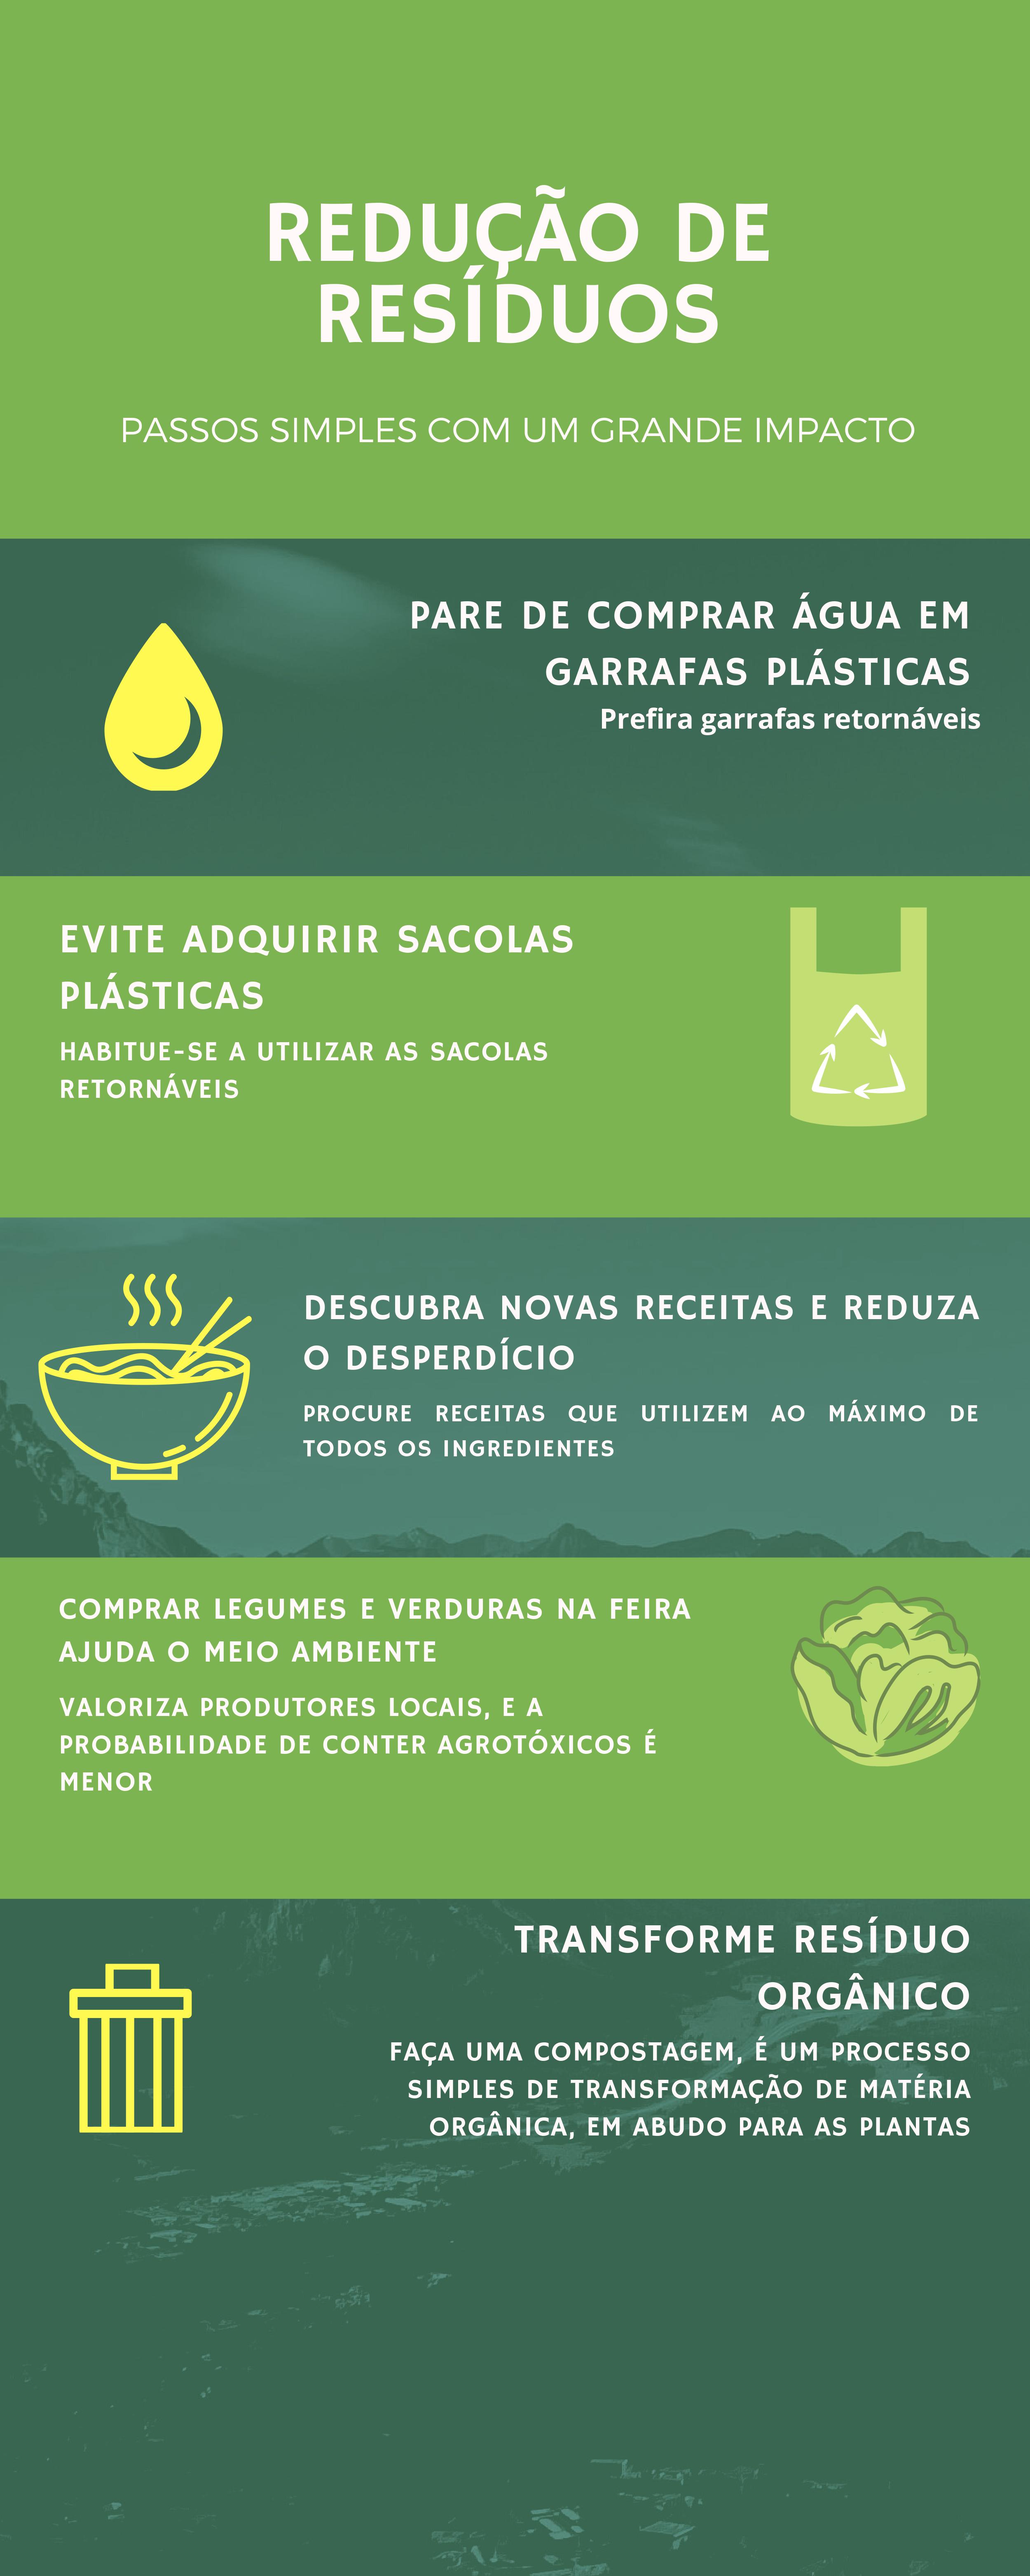 REDUÇÃO DE
RESÍDUOS
PASSOS SIMPLES COM UM GRANDE IMPACTO
PARE DE COMPRAR ÁGUA EM
GARRAFAS PLÁSTICAS
Prefira garrafas retornáveis
EVITE ADQUIRIR SACOLAS
PLÁSTICAS
HABITUE-SE A UTILIZAR AS SACOLAS
RETORNÁVEIS
DESCUBRA NOVAS RECEITAS E REDUZA
O DESPERDÍCIO
PROCURE RECEITAS QUE UTILIZEM AO MÁXIMO DE
TODOS OS INGREDIENTES
COMPRAR LEGUMES E VERDURAS NA FEIRA
AJUDA O MEIO AMBIENTE
VALORIZA PRODUTORES LOCAIS, E A
PROBABILIDADE DE CONTER AGROTÓXICOS É
MENOR
TRANSFORME RESÍDUO
ORGÂNICO
FAÇA UMA COMPOSTAGEM, É UM PROCESSO
SIMPLES DE TRANSFORMAÇÃO DE MATÉRIA
ORGÂNICA, EM ABUDO PARA AS PLANTAS